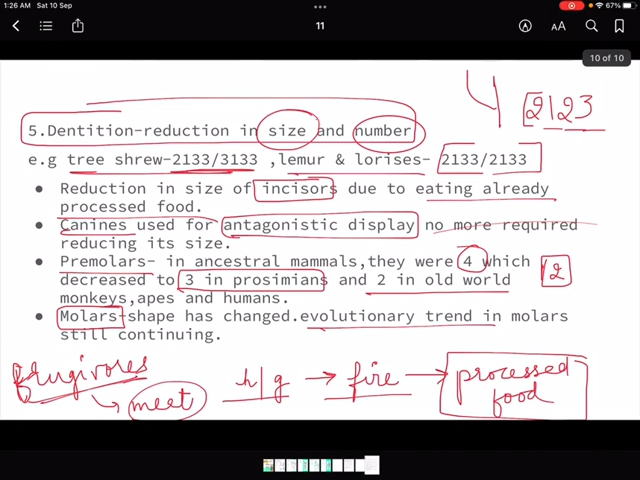 1:26 AM Sat 10 Sep
67%
11
AA
10 of 10
4 2123
5.Dentition-reduction in size and number
e.g tree shrew-2133/3133 ,lemur & lorises- 2133/2133
● Reduction in size of incisors due to eating already
processed food.
● Canines used for antagonistic display no more required
reducing its size.
● Premolars- in ancestral mammals,they were 4 which
decreased to 3 in prosimians and 2 in old world
monkeys,apes and humans.
2
● Molars-shape has changed.evolutionary trend in molars
still continuing.
frugivores
meet
h/g → fire → processed
food